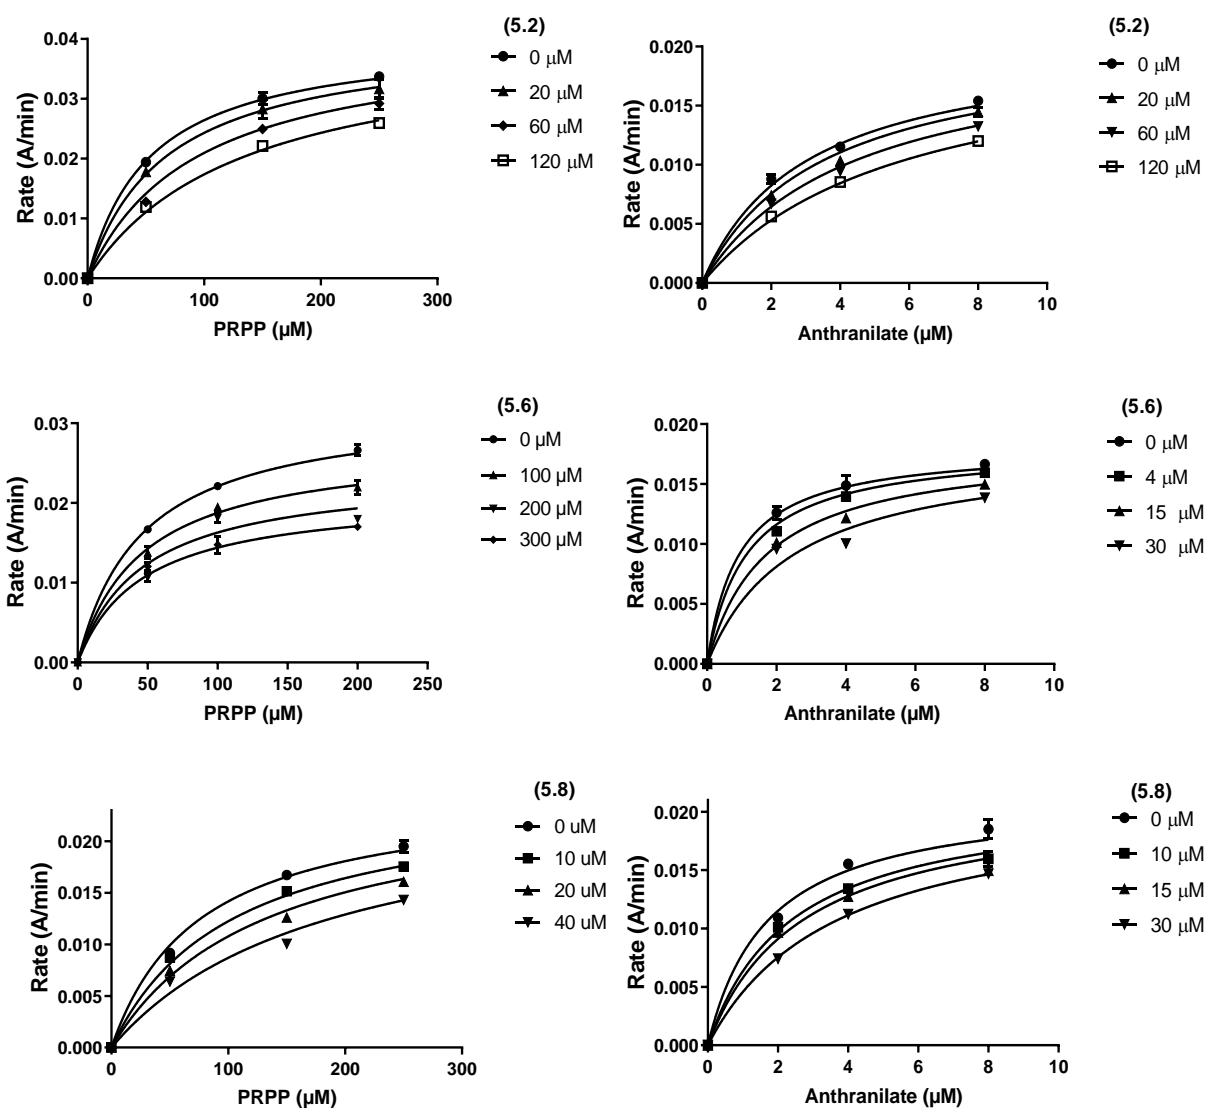 (5.2)
0 μM
20 μM
60 μM
120 μM
Rate (A/min)
0.04
0.03
0.02
0.01
0.00
0 100 200 300
PRPP (μM)
(5.2)
0 μM
20 μM
60 μM
120 μM
Rate (A/min)
0.020
0.015
0.010
0.005
0.000
0 2 4 6 8 10
Anthranilate (μM)
(5.6)
0 μM
100 μM
200 μM
300 μM
Rate (A/min)
0.03
0.02
0.01
0.00
0 50 100 150 200 250
PRPP (μM)
(5.6)
0 μM
4 μM
15 μM
30 μM
Rate (A/min)
0.020
0.015
0.010
0.005
0.000
0 2 4 6 8 10
Anthranilate (μM)
(5.8)
0 uM
10 uM
20 uM
40 uM
Rate (A/min)
0.020
0.015
0.010
0.005
0.000
0 100 200 300
PRPP (μM)
(5.8)
0 μM
10 μM
15 μM
30 μM
Rate (A/min)
0.020
0.015
0.010
0.005
0.000
0 2 4 6 8 10
Anthranilate (μM)